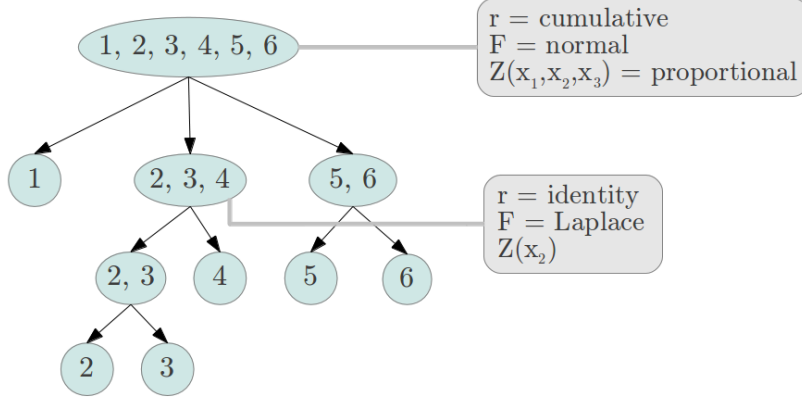 1, 2, 3, 4, 5, 6
r = cumulative
F = normal
Z(x₁,x₂,x₃) = proportional
1
2, 3, 4
5, 6
r = identity
F = Laplace
Z(x₂)
2, 3
4
5
6
2
3